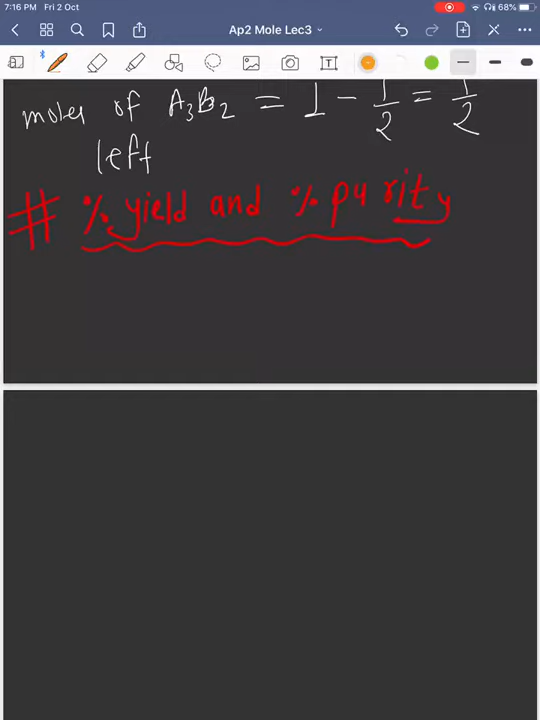 7:16 PM Fri 2 Oct
68%
Ap2 Mole Lec3
moles of A₃B₂ = 1 - 1/2 = 1/2
left
# % yield and % purity